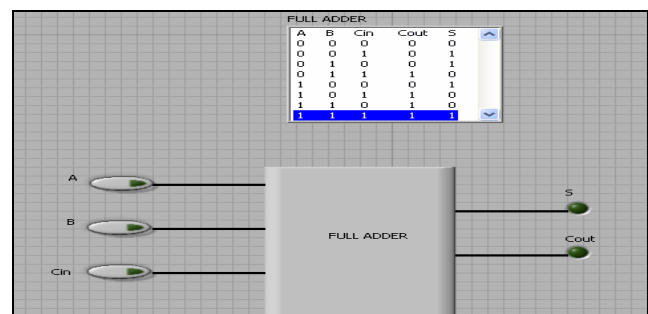 FULL ADDER
A B Cin Cout S
0 0 0 0 0
0 0 1 0 1
0 1 0 0 1
0 1 1 1 0
1 0 0 0 1
1 0 1 1 0
1 1 0 1 0
1 1 1 1 1
A
S
B
FULL ADDER
Cout
Cin